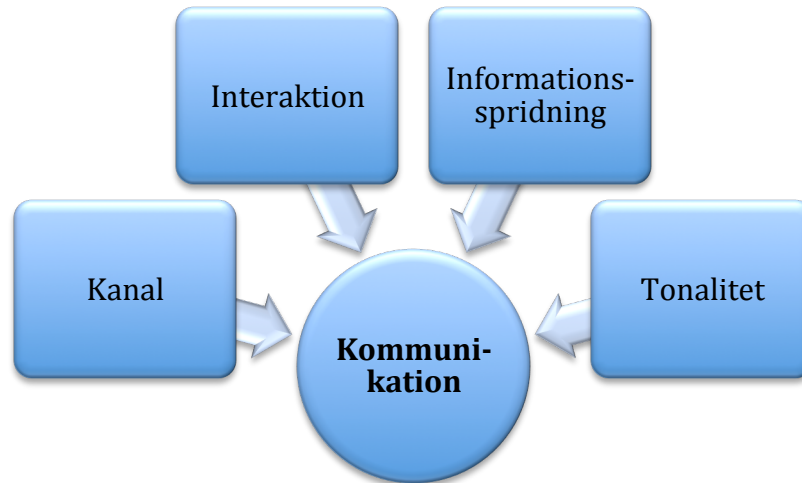 Interaktion
Informations-
spridning
Kanal
Tonalitet
Kommuni-
kation